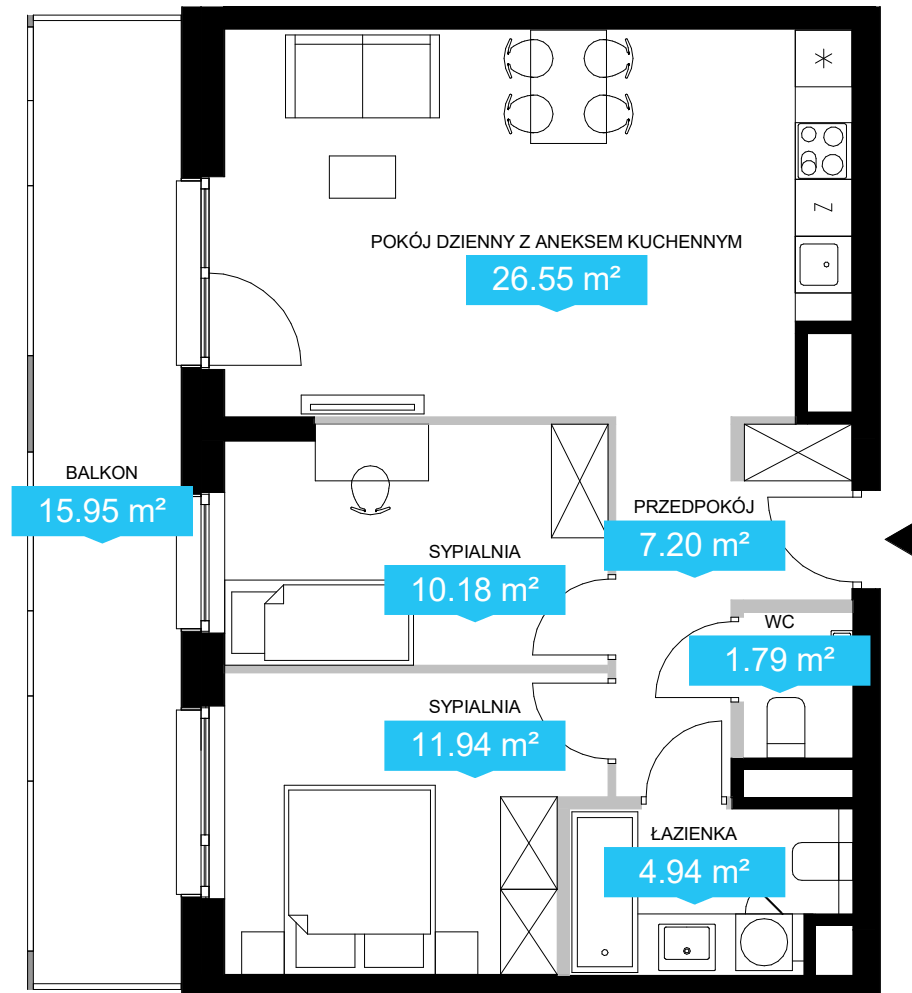 POKÓJ DZIENNY Z ANEKSEM KUCHENNYM
26.55 m²
BALKON
15.95 m²
PRZEDPOKÓJ
7.20 m²
SYPIALNIA
10.18 m²
WC
1.79 m²
SYPIALNIA
11.94 m²
ŁAZIENKA
4.94 m²